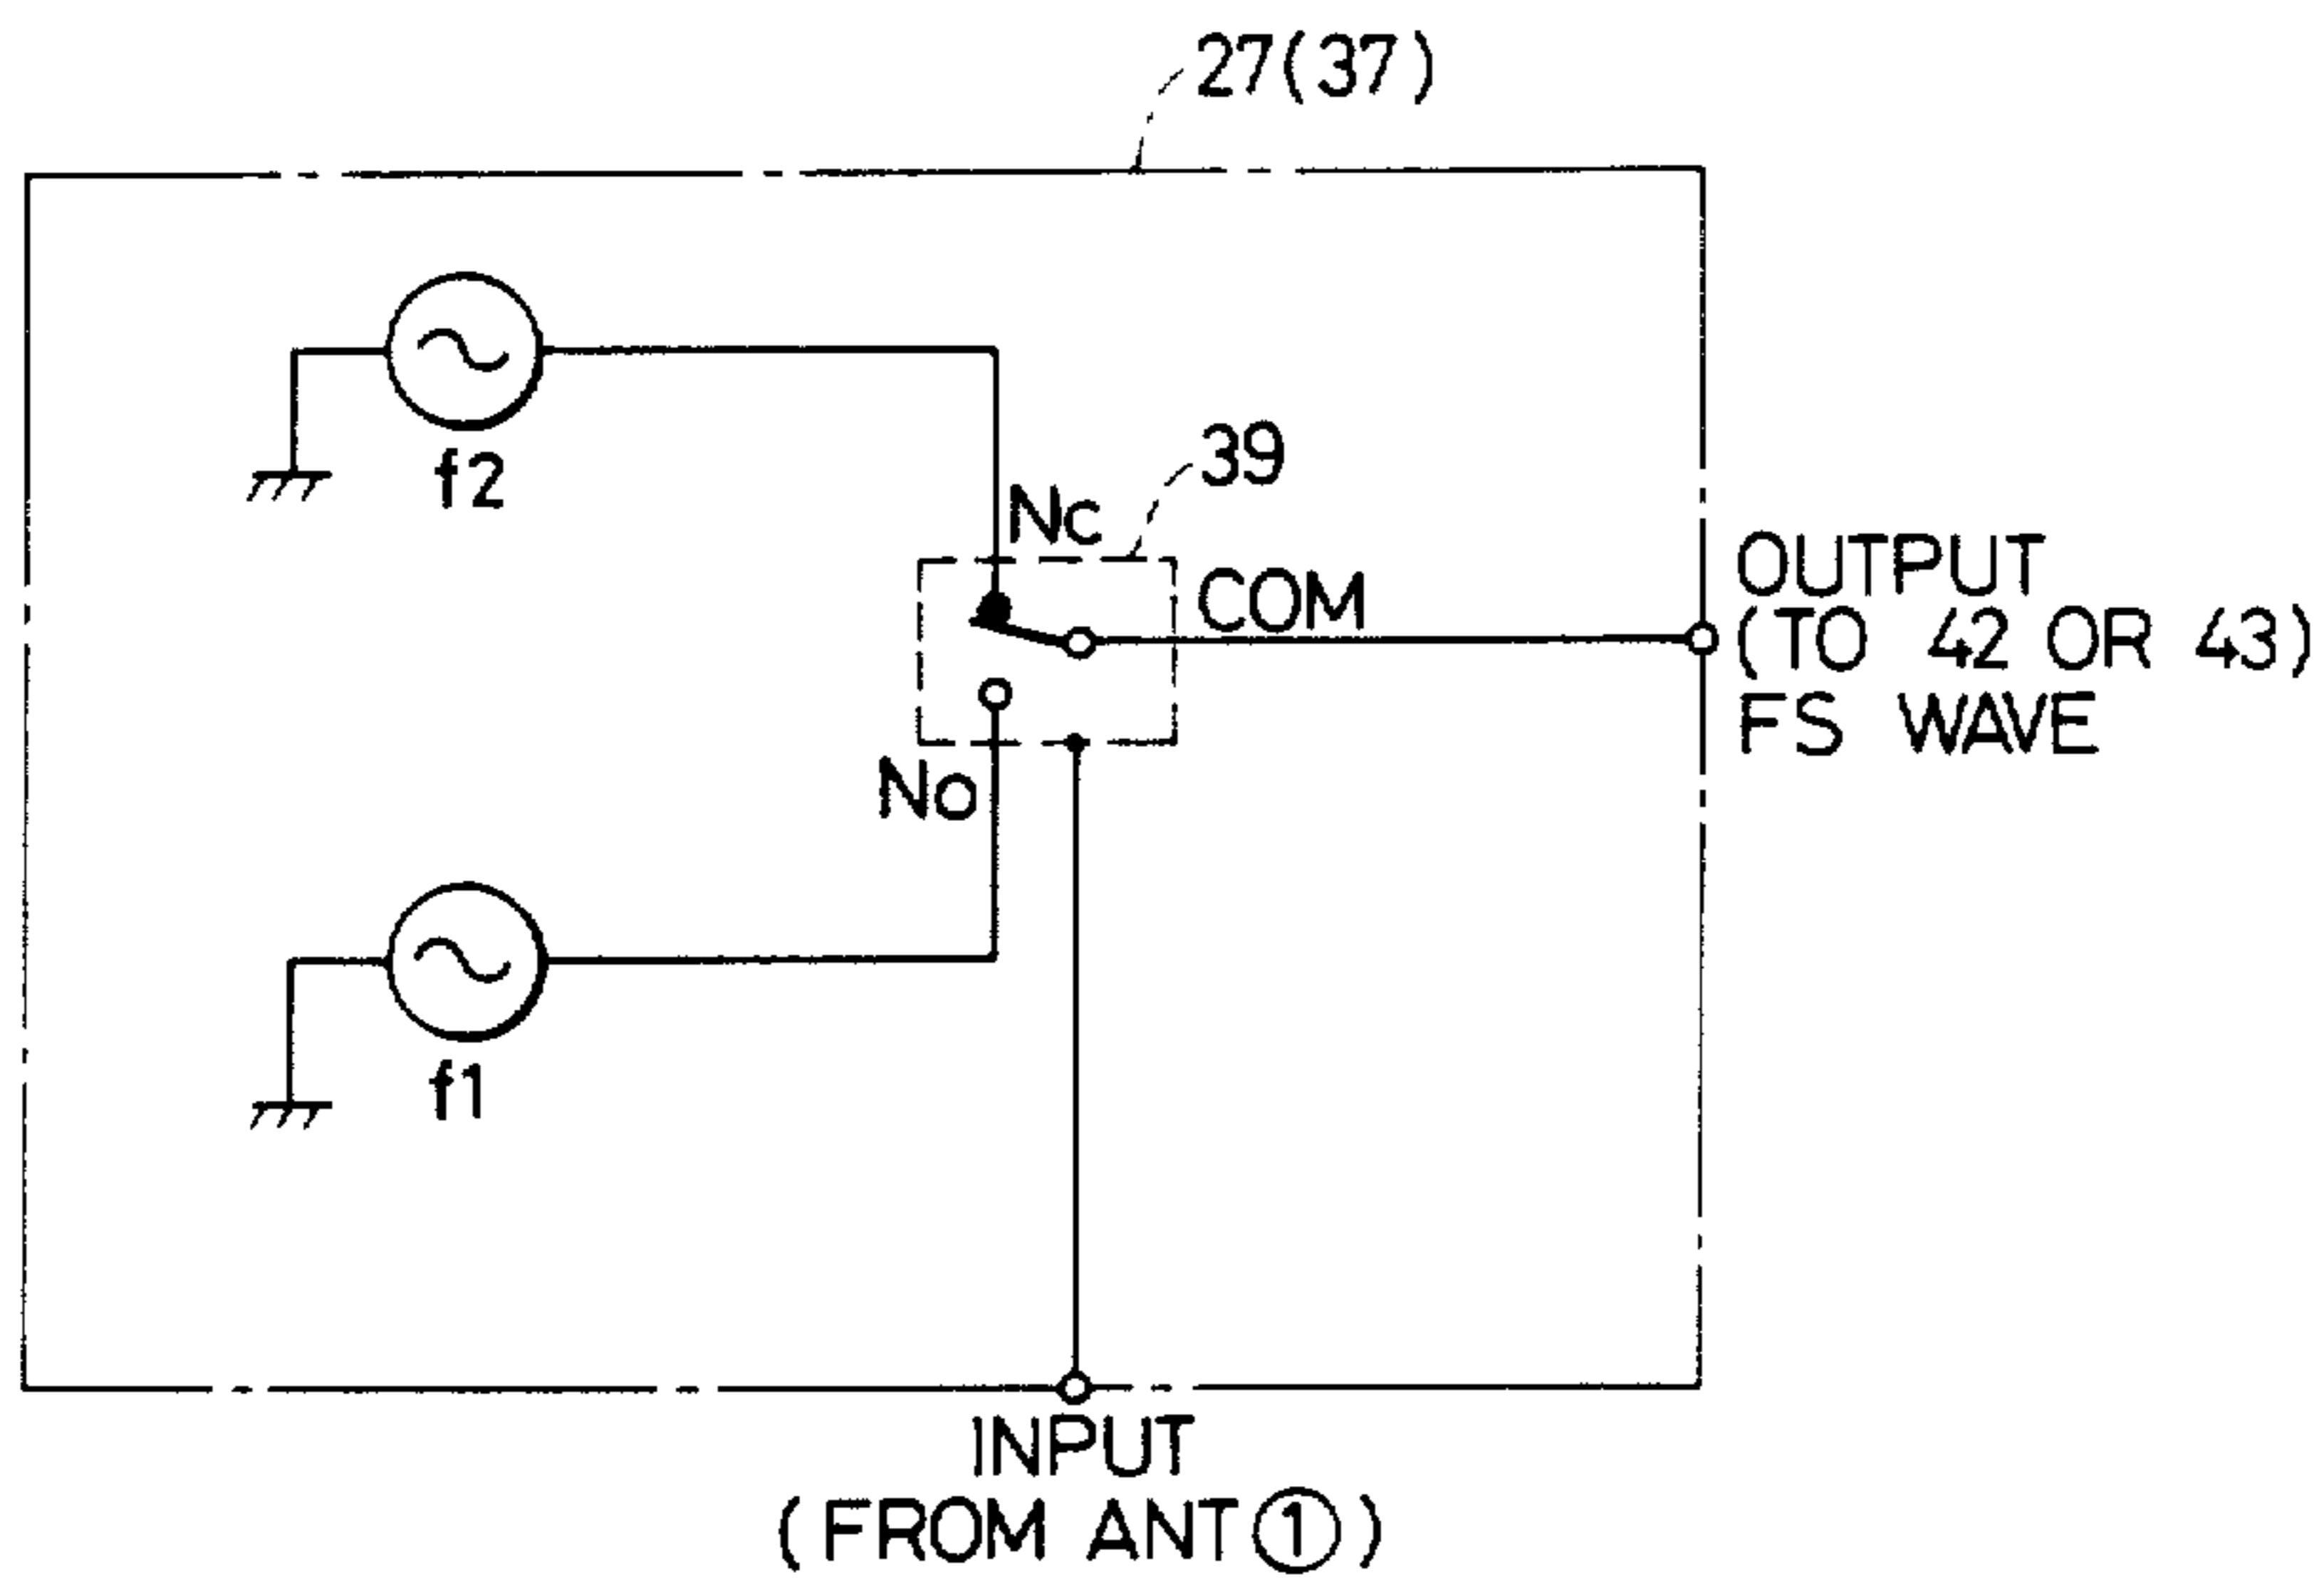 27(37)
f2
39
Nc
COM
OUTPUT
(TO 42 OR 43)
FS WAVE
No
f1
INPUT
(FROM ANT①)